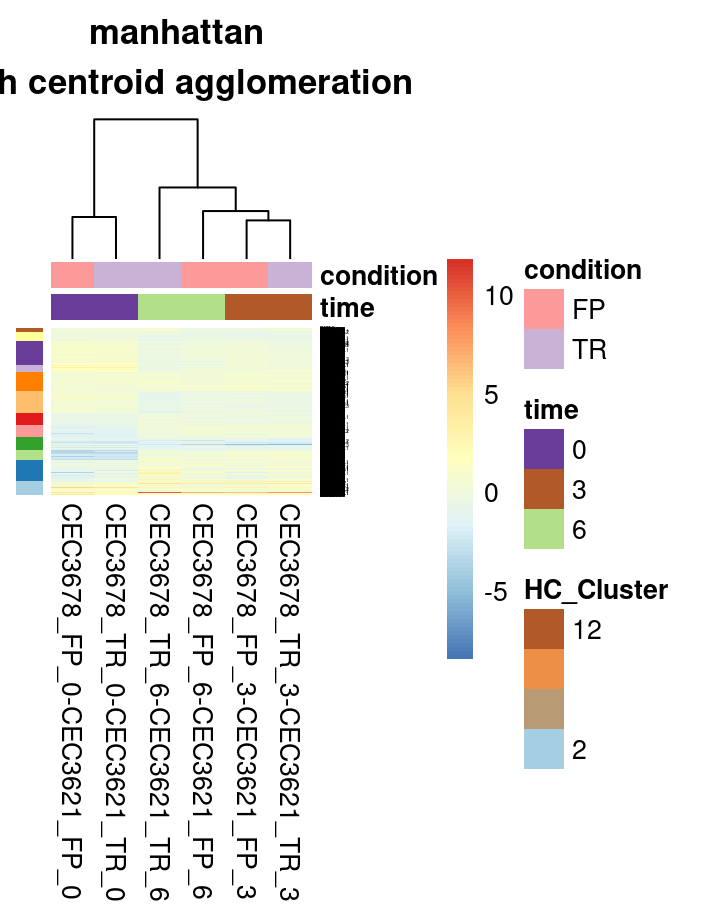 manhattan
h centroid agglomeration
condition
time
10
5
0
-5
condition
FP
TR
time
0
3
6
HC_Cluster
12
2
CEC3678_FP_0-CEC3621_FP_0
CEC3678_TR_0-CEC3621_TR_0
CEC3678_TR_6-CEC3621_TR_6
CEC3678_FP_6-CEC3621_FP_6
CEC3678_FP_3-CEC3621_FP_3
CEC3678_TR_3-CEC3621_TR_3